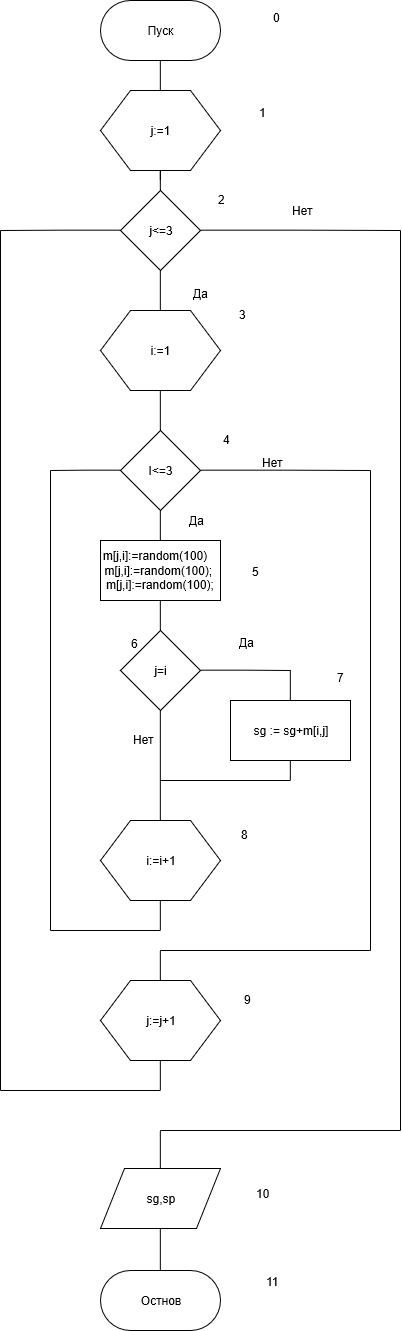 Пуск
0
j:=1
1
j<=3
2
Нет
Да
i:=1
3
I<=3
4
Нет
Да
m[j,i]:=random(100)
m[j,i]:=random(100);
m[j,i]:=random(100);
5
6
j=i
Да
7
sg := sg+m[i,j]
Нет
i:=i+1
8
j:=j+1
9
sg,sp
10
Остнов
11